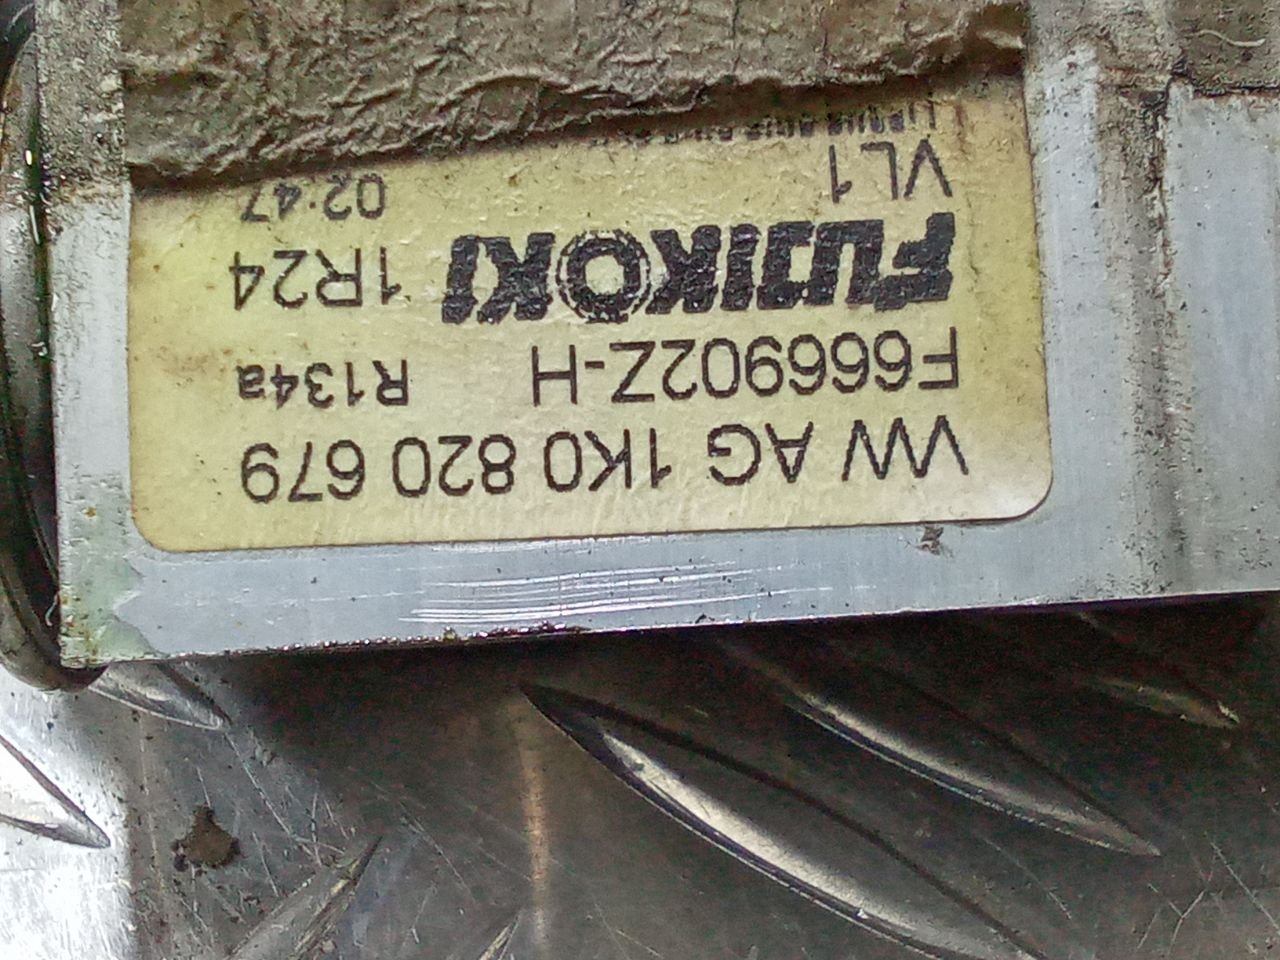 VW AG 1K0 820 679
F666902Z-H R134a
FUJIKOKI 1R24
VL1 02:47